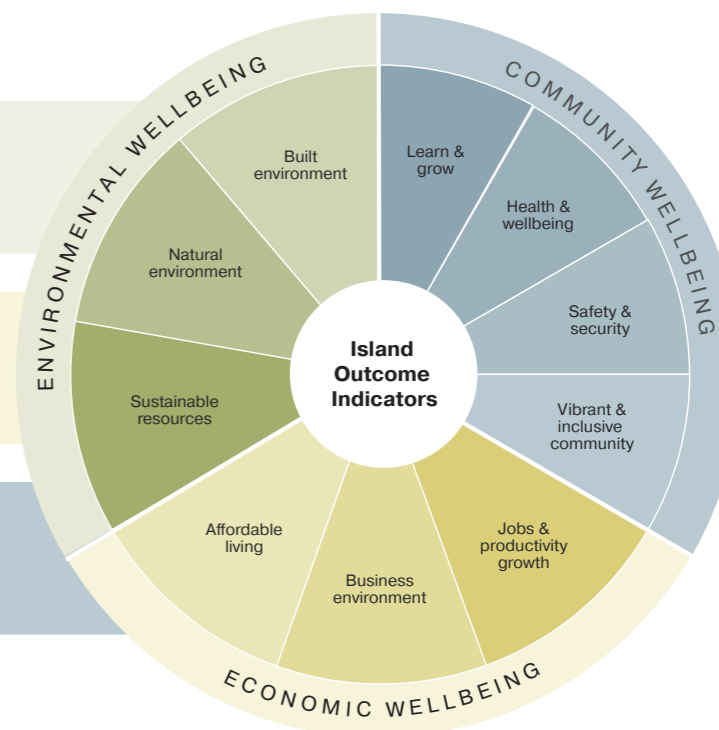 ENVIRONMENTAL WELLBEING
COMMUNITY WELLBEING
Built
environment
Learn &
grow
Health &
wellbeing
Natural
environment
Safety &
security
Island
Outcome
Indicators
Sustainable
resources
Vibrant &
inclusive
community
Affordable
living
Jobs &
productivity
growth
Business
environment
ECONOMIC WELLBEING